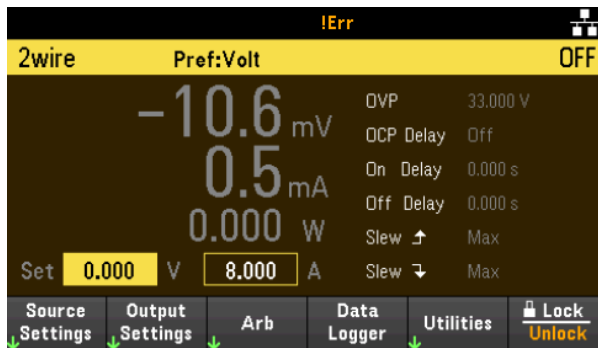 !Err
2wire Pref:Volt OFF
-10.6 mV
0.5 mA
0.000 W
OVP 33.000 V
OCP Delay Off
On Delay 0.000 s
Off Delay 0.000 s
Slew Max
Slew Max
Set 0.000 V 8.000 A
Source Settings
Output Settings
Arb
Data Logger
Utilities
Lock
Unlock